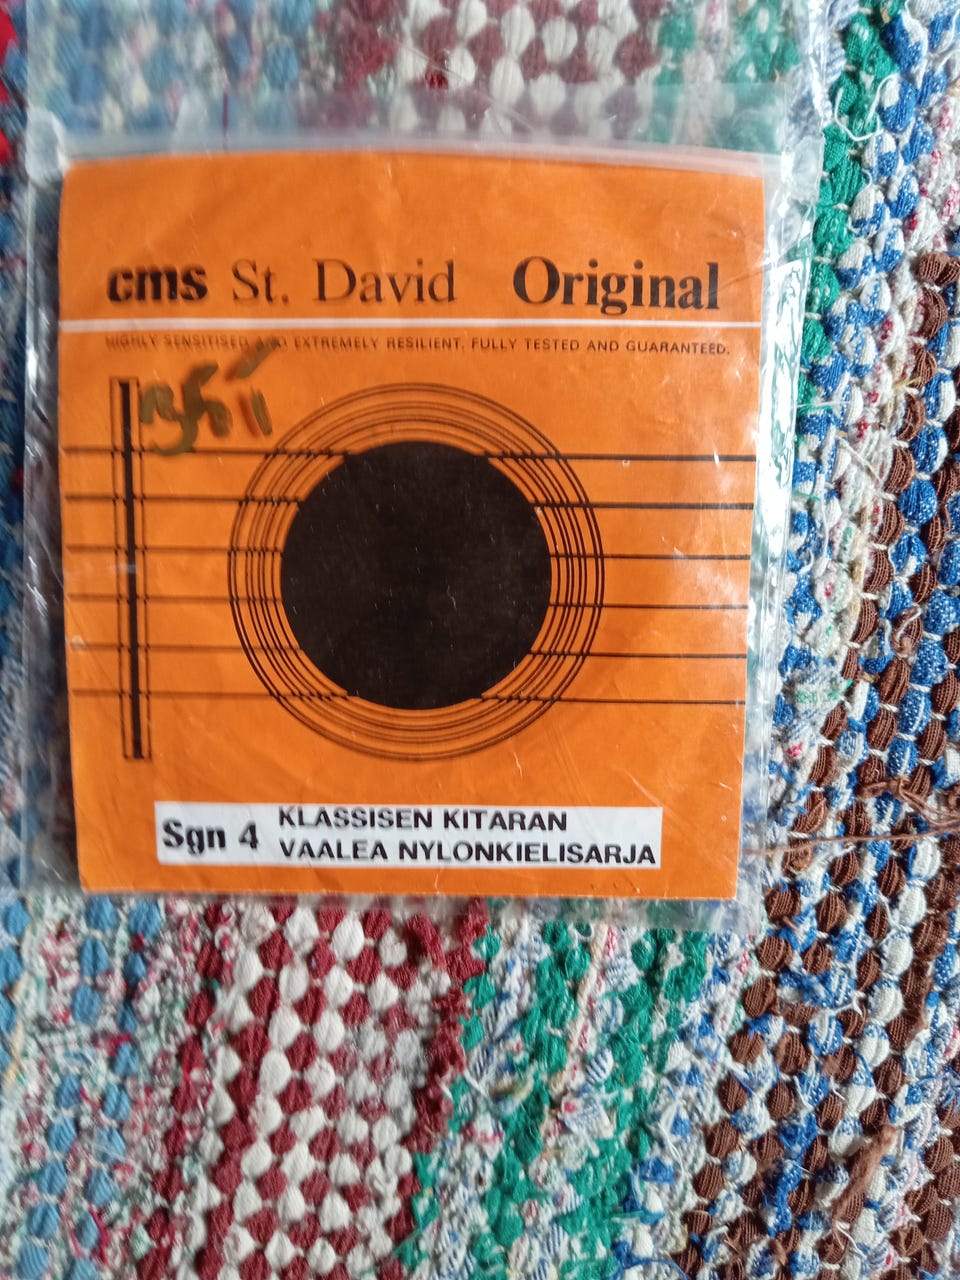 cms St. David Original
HIGHLY SENSITISED AND EXTREMELY RESILIENT. FULLY TESTED AND GUARANTEED.
Sgn 4 KLASSISEN KITARAN
VAALEA NYLONKIELISARJA